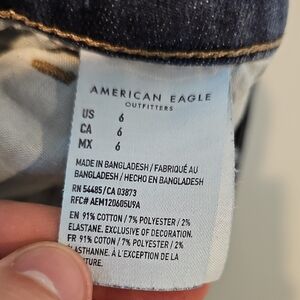 AMERICAN EAGLE
OUTFITTERS
US 6
CA 6
MX 6
MADE IN BANGLADESH / FABRIQUÉ AU
BANGLADESH / HECHO EN BANGLADESH
RN 54485/CA 03873
RFC# AEM120605U9A
EN 91% COTTON / 7% POLYESTER / 2%
ELASTANE. EXCLUSIVE OF DECORATION.
FR 91% COTON / 7% POLYESTER / 2%
ELASTHANNE. À L'EXCEPTION DE LA
TURE.